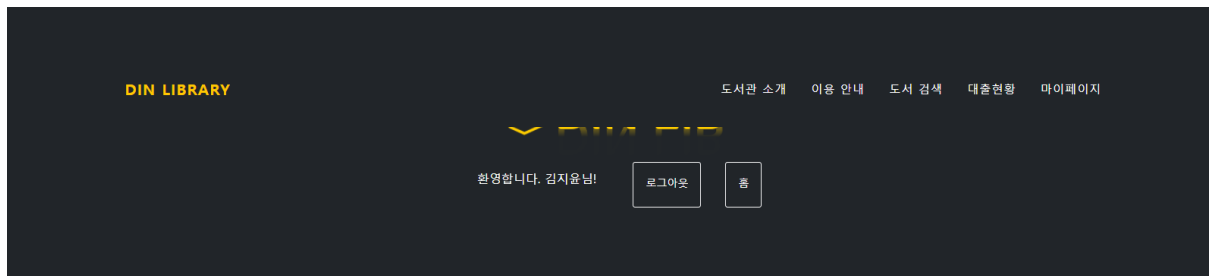 DIN LIBRARY
도서관 소개 이용 안내 도서 검색 대출현황 마이페이지
환영합니다. 김지윤님! 로그아웃 홈